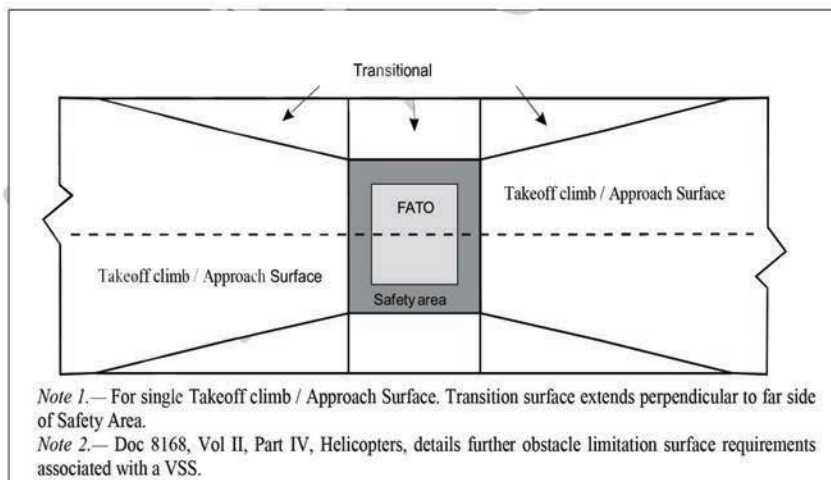 Transitional
Takeoff climb / Approach Surface
FATO
Takeoff climb / Approach Surface
Safety area
Note 1.— For single Takeoff climb / Approach Surface. Transition surface extends perpendicular to far side
of Safety Area.
Note 2.— Doc 8168, Vol II, Part IV, Helicopters, details further obstacle limitation surface requirements
associated with a VSS.